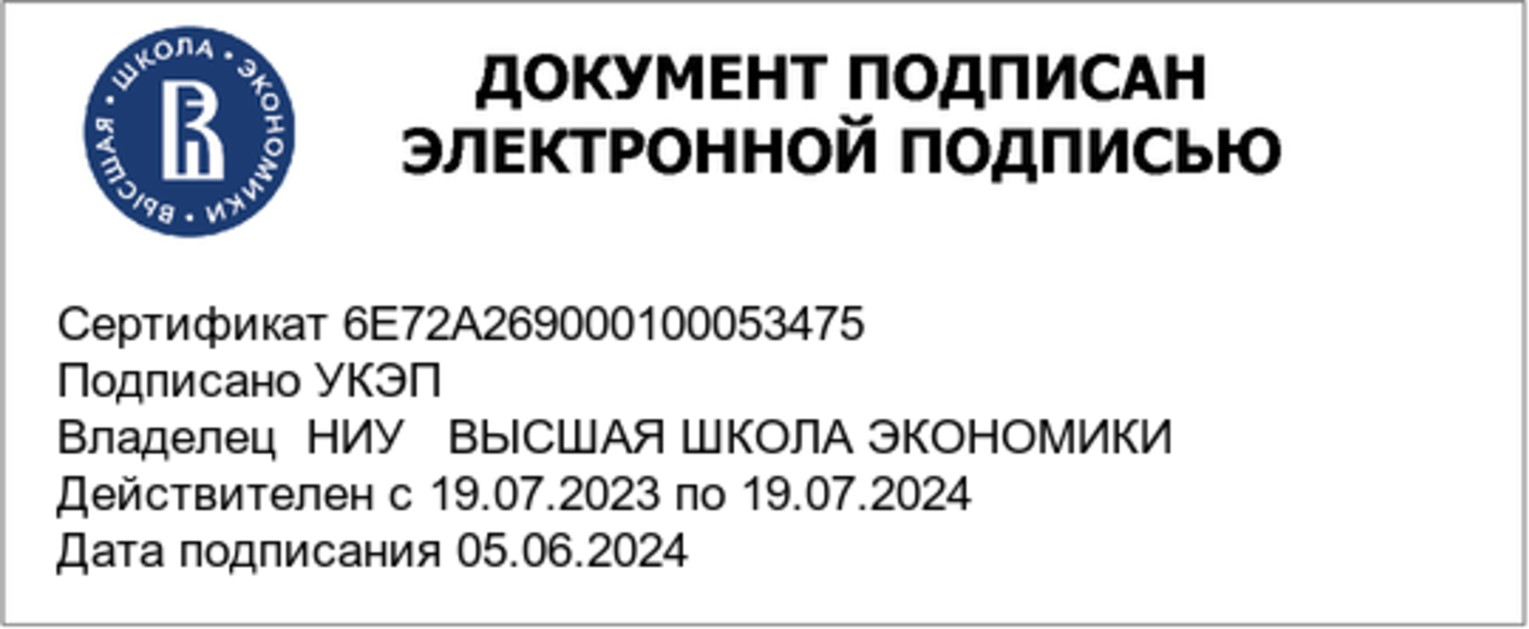 ВЫСШАЯ • ШКОЛА • ЭКОНОМИКИ •
ДОКУМЕНТ ПОДПИСАН
ЭЛЕКТРОННОЙ ПОДПИСЬЮ
Сертификат 6E72A269000100053475
Подписано УКЭП
Владелец НИУ ВЫСШАЯ ШКОЛА ЭКОНОМИКИ
Действителен с 19.07.2023 по 19.07.2024
Дата подписания 05.06.2024